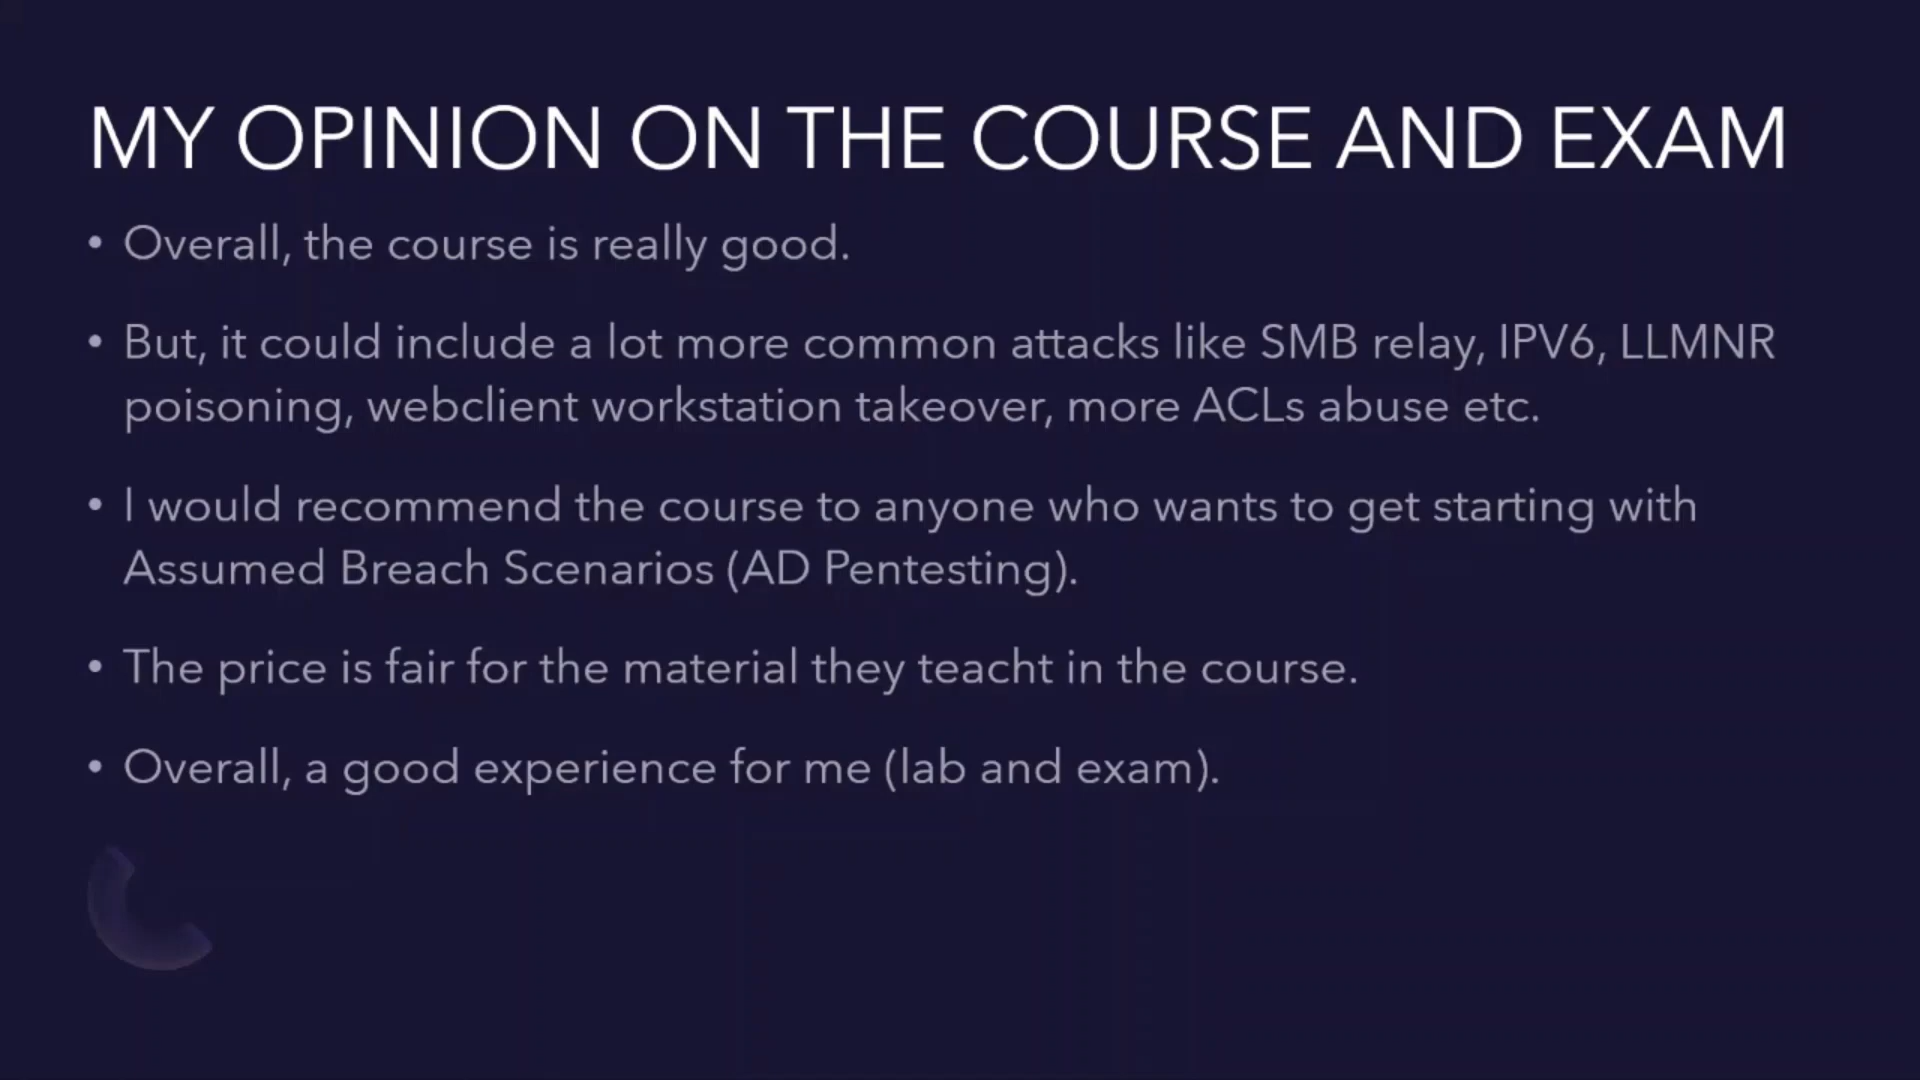 MY OPINION ON THE COURSE AND EXAM
• Overall, the course is really good.
• But, it could include a lot more common attacks like SMB relay, IPV6, LLMNR
poisoning, webclient workstation takeover, more ACLs abuse etc.
• I would recommend the course to anyone who wants to get starting with
Assumed Breach Scenarios (AD Pentesting).
• The price is fair for the material they teacht in the course.
• Overall, a good experience for me (lab and exam).